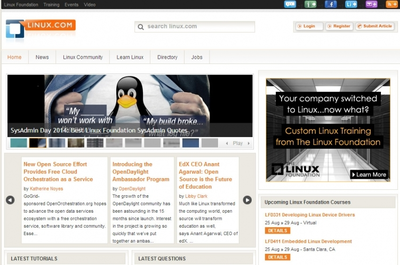 Linux Foundation Training Events Video
LINUX.COM
search linux.com
Login Register Submit Article
Home News Linux Community Learn Linux Directory Jobs
"My won't work with
"My build broke
SysAdmin Day 2014: Best Linux Foundation SysAdmin Quotes
Play
Your company switched
to Linux...now what?
Custom Linux Training
from The Linux Foundation
LINUX
FOUNDATION
Learn More
New Open Source Effort
Provides Free Cloud
Orchestration as a Service
by Katherine Noyes
GoGrid-
sponsored OpenOrchestration.org hopes
to advance the open data services
ecosystem with a free orchestration
service, software library and community.
Introducing the
OpenDaylight
Ambassador Program
by OpenDaylight
The growth of the
OpenDaylight community has
been astounding in the 15
months since launch. Interest
in the project is growing so
quickly that we've put
EdX CEO Anant
Agarwal: Open Source is the
Future of Education
by Libby Clark
Much like Linux transformed
the computing world, open
source will transform
education as well,
says Anant Agarwal, CEO of
edX,
Upcoming Linux Foundation Courses
LFD331 Developing Linux Device Drivers
25 Aug » 29 Aug - Virtual
DETAILS
LFD411 Embedded Linux Development
25 Aug » 29 Aug - Santa Clara, CA
DETAILS
LATEST TUTORIALS
LATEST QUESTIONS